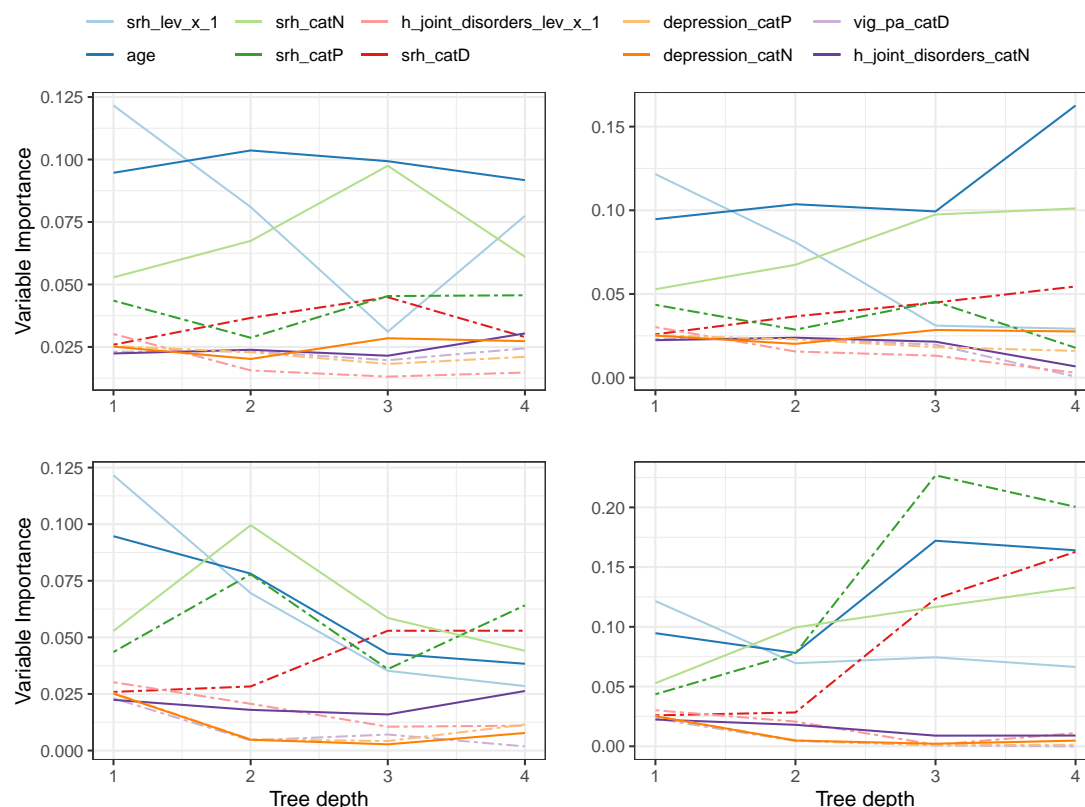 srh_lev_x_1 srh_catN h_joint_disorders_lev_x_1 depression_catP vig_pa_catD
age srh_catP srh_catD depression_catN h_joint_disorders_catN
Variable Importance
0.125
0.100
0.075
0.050
0.025
1 2 3 4
0.15
0.10
0.05
0.00
1 2 3 4
Variable Importance
0.125
0.100
0.075
0.050
0.025
0.000
1 2 3 4
Tree depth
0.20
0.15
0.10
0.05
0.00
1 2 3 4
Tree depth